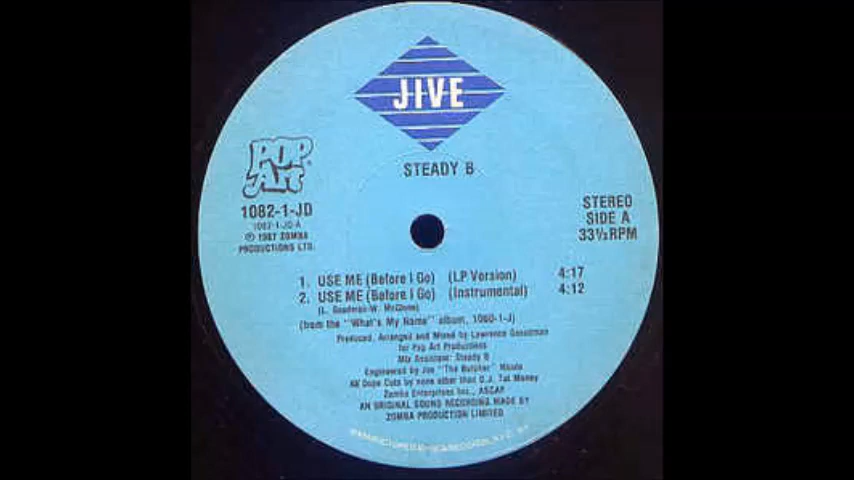 JIVE
POP Art
STEADY B
1082-1-JD
1082-1-JD-A
℗ © 1987 ZOMBA
PRODUCTIONS LTD.
STEREO
SIDE A
33⅓ RPM
1. USE ME (Before I Go) (LP Version) 4:17
2. USE ME (Before I Go) (Instrumental) 4:12
(L. Goodman-W. McGlone)
(from the "What's My Name" album, 1060-1-J)
Produced, Arranged and Mixed by Lawrence Goodman
for Pop Art Productions
Mix Assistance: Steady B
Engineered by Joe "The Butcher" Nicolo
All Dope Cuts by none other than D.J. Tat Money
Zomba Enterprises Inc., ASCAP
AN ORIGINAL SOUND RECORDING MADE BY
ZOMBA PRODUCTION LIMITED